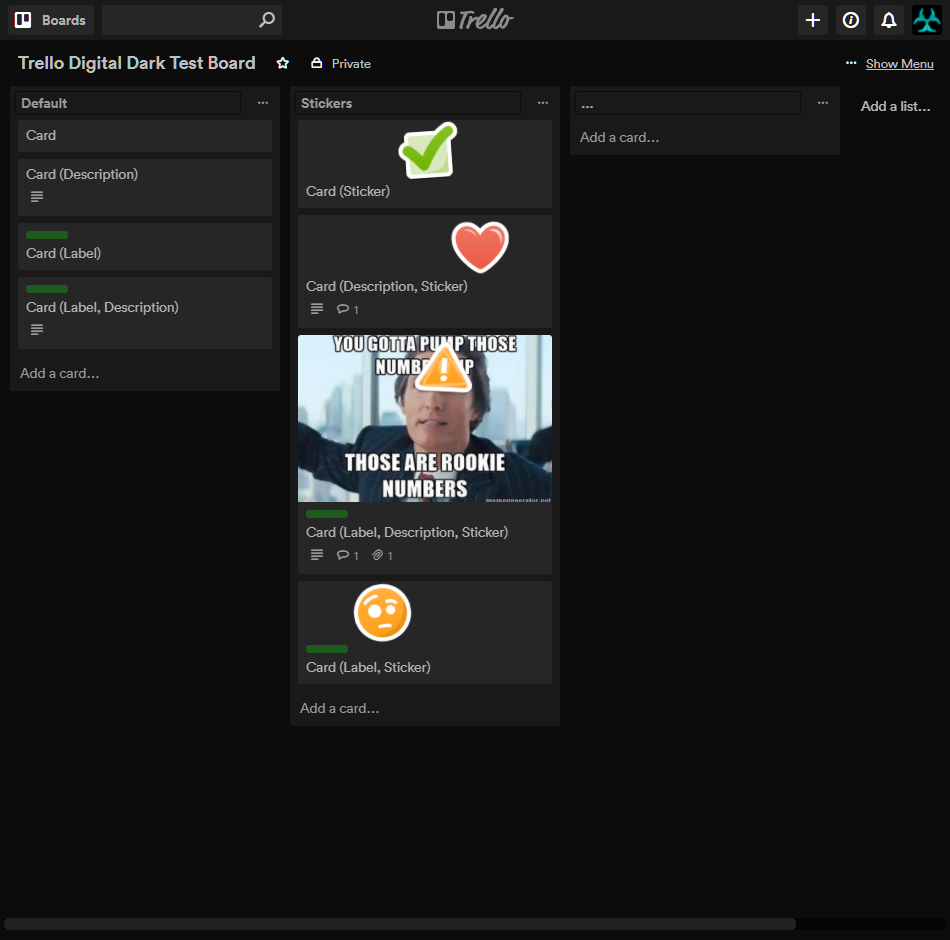 Boards
Trello
Trello Digital Dark Test Board
Private
... Show Menu
Default
...
Card
Card (Description)
Card (Label)
Card (Label, Description)
Add a card...
Stickers
...
Card (Sticker)
Card (Description, Sticker)
1
YOU GOTTA PUMP THOSE
NUMB P
THOSE ARE ROOKIE
NUMBERS
memegenerator.net
Card (Label, Description, Sticker)
1 1
Card (Label, Sticker)
Add a card...
...
...
Add a card...
Add a list...